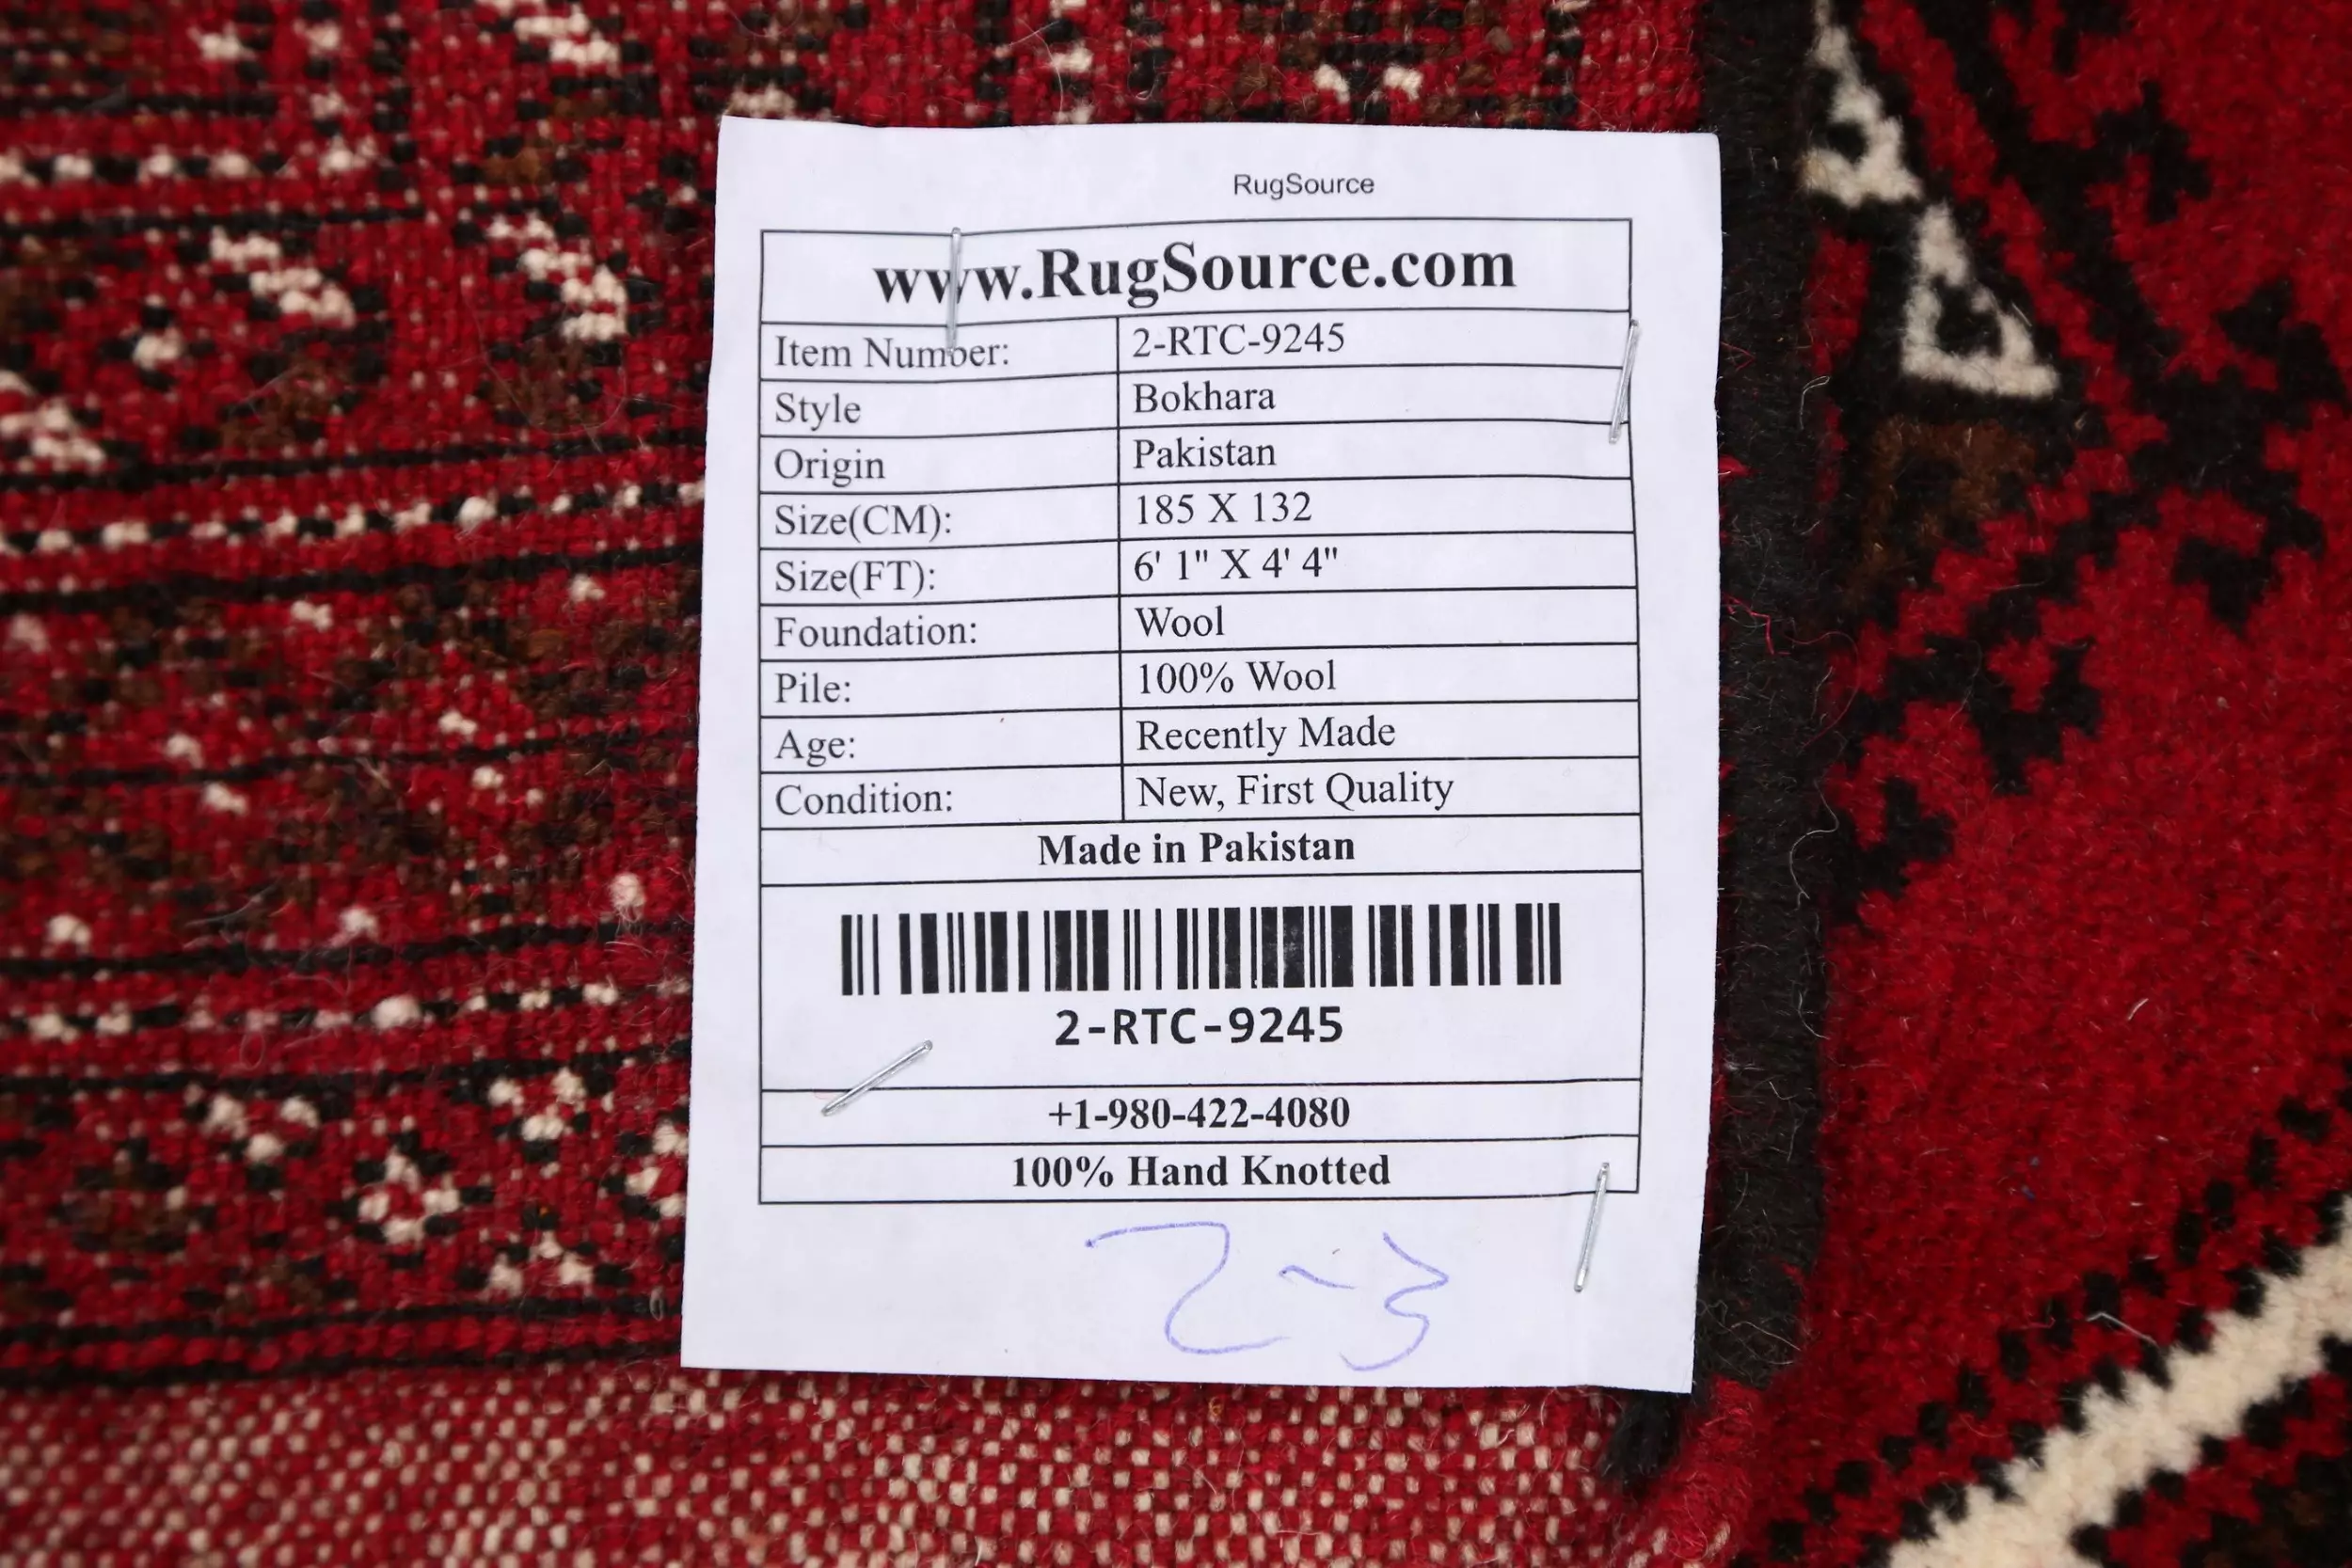 RugSource
www.RugSource.com
Item Number: 2-RTC-9245
Style Bokhara
Origin Pakistan
Size(CM): 185 X 132
Size(FT): 6' 1" X 4' 4"
Foundation: Wool
Pile: 100% Wool
Age: Recently Made
Condition: New, First Quality
Made in Pakistan
2-RTC-9245
+1-980-422-4080
100% Hand Knotted
2-3